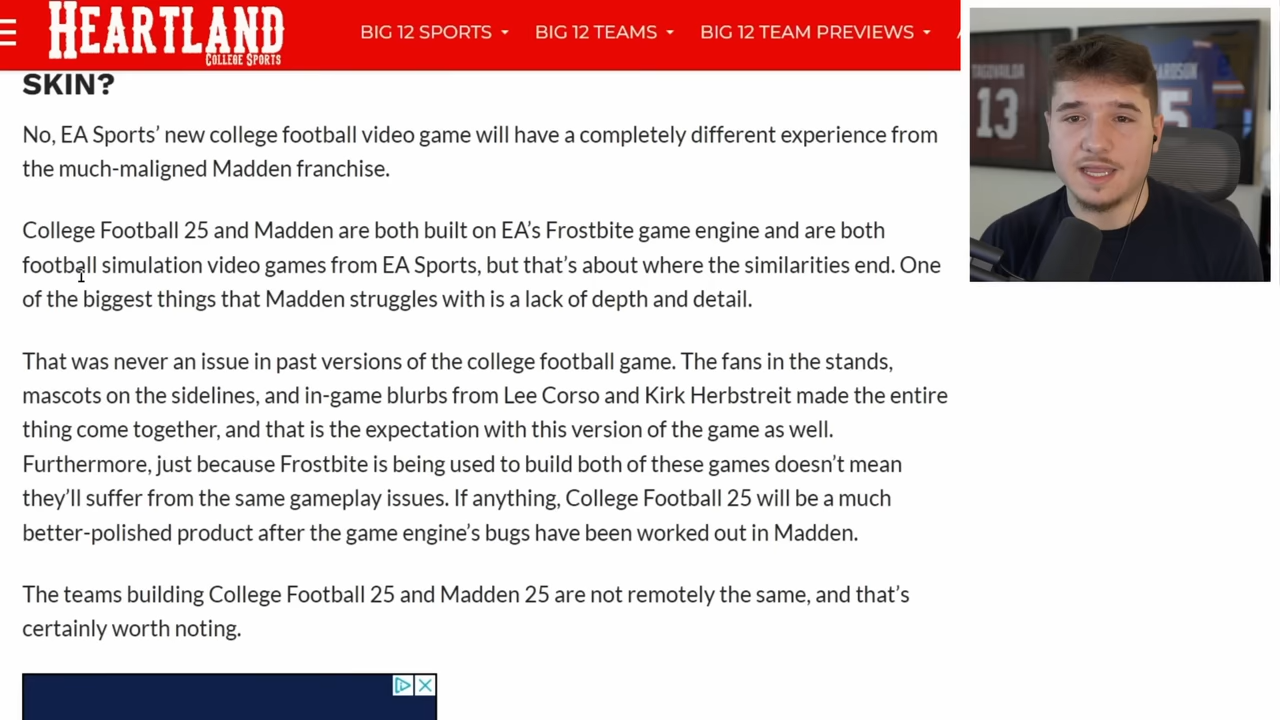 HEARTLAND
COLLEGE SPORTS
BIG 12 SPORTS
BIG 12 TEAMS
BIG 12 TEAM PREVIEWS
SKIN?
No, EA Sports' new college football video game will have a completely different experience from
the much-maligned Madden franchise.
College Football 25 and Madden are both built on EA's Frostbite game engine and are both
football simulation video games from EA Sports, but that's about where the similarities end. One
of the biggest things that Madden struggles with is a lack of depth and detail.
That was never an issue in past versions of the college football game. The fans in the stands,
mascots on the sidelines, and in-game blurbs from Lee Corso and Kirk Herbstreit made the entire
thing come together, and that is the expectation with this version of the game as well.
Furthermore, just because Frostbite is being used to build both of these games doesn't mean
they'll suffer from the same gameplay issues. If anything, College Football 25 will be a much
better-polished product after the game engine's bugs have been worked out in Madden.
The teams building College Football 25 and Madden 25 are not remotely the same, and that's
certainly worth noting.
13
5